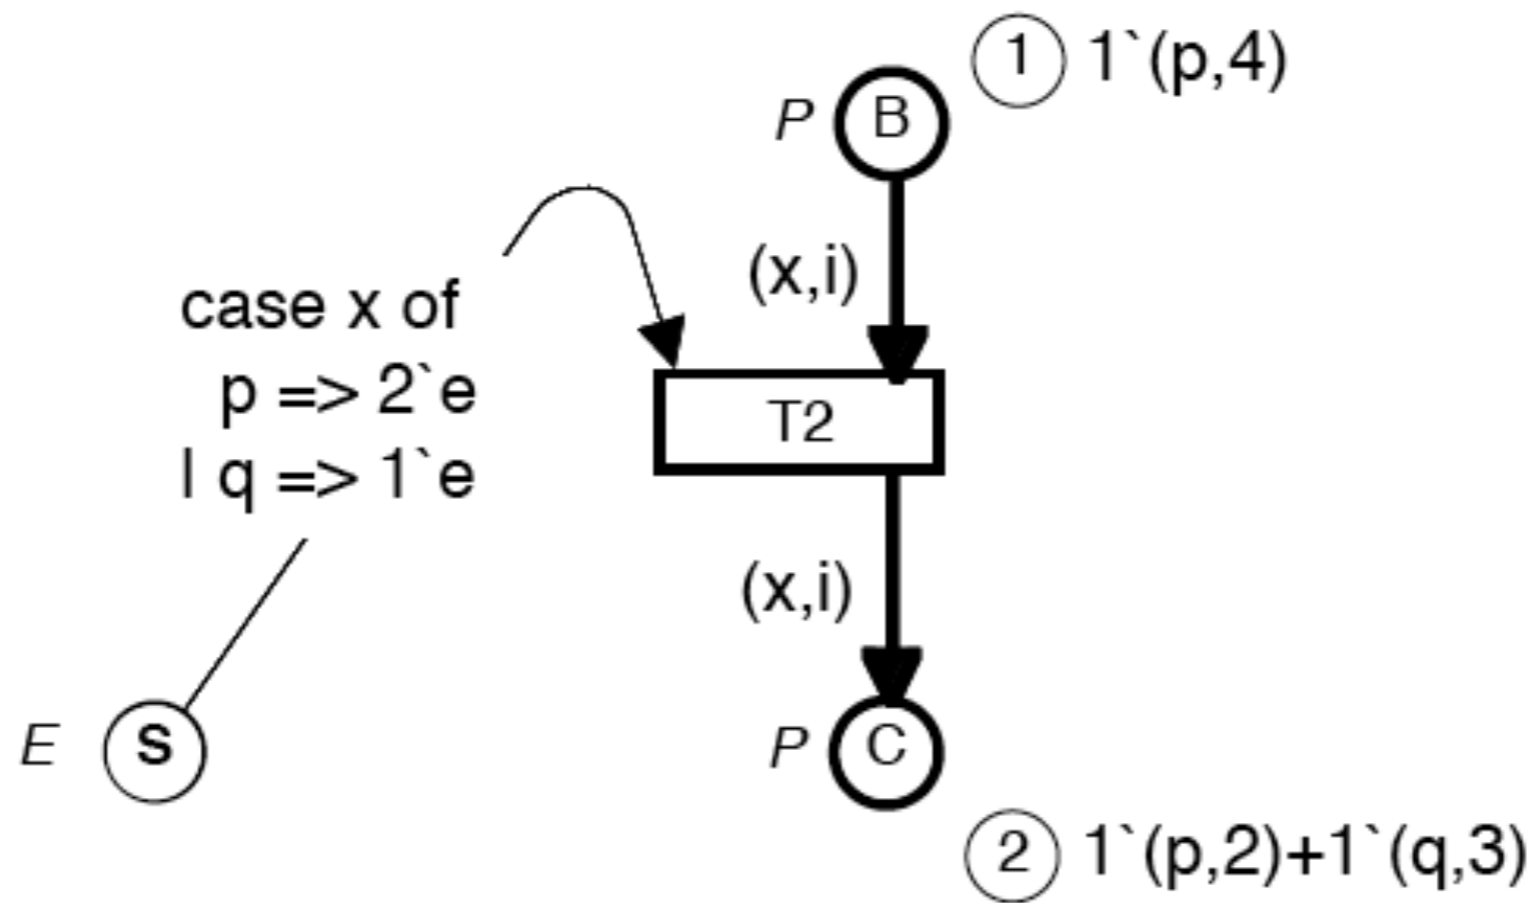 1 1`(p,4)
P B
(x,i)
case x of
p => 2`e
| q => 1`e
T2
(x,i)
E S
P C
2 1`(p,2)+1`(q,3)